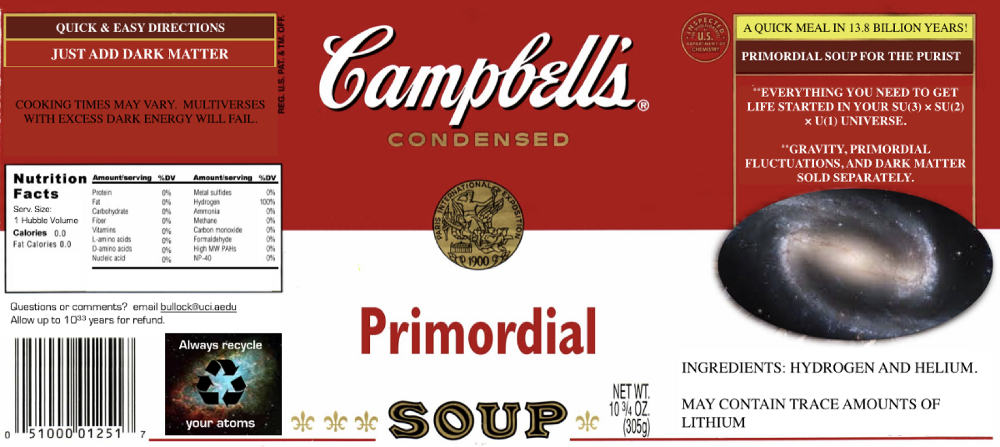 QUICK & EASY DIRECTIONS
JUST ADD DARK MATTER
COOKING TIMES MAY VARY. MULTIVERSES
WITH EXCESS DARK ENERGY WILL FAIL.
REG. U.S. PAT. & TM. OFF.
Nutrition
Facts
Serv. Size:
1 Hubble Volume
Calories 0.0
Fat Calories 0.0
Amount/serving %DV Amount/serving %DV
Protein 0% Metal sulfides 0%
Fat 0% Hydrogen 100%
Carbohydrate 0% Ammonia 0%
Fiber 0% Methane 0%
Vitamins 0% Carbon monoxide 0%
L-amino acids 0% Formaldehyde 0%
D-amino acids 0% High MW PAHs 0%
Nucleic acid 0% NP-40 0%
Questions or comments? email bullock@uci.aedu
Allow up to 10³³ years for refund.
0 51000 01251 7
Always recycle
your atoms
Campbell's®
CONDENSED
PARIS INTERNATIONAL EXPOSITION
1900
Primordial
SOUP
NET WT.
10 ¾ OZ.
(305g)
INSPECTED
U.S.
DEPARTMENT OF
CHEMISTRY
A QUICK MEAL IN 13.8 BILLION YEARS!
PRIMORDIAL SOUP FOR THE PURIST
**EVERYTHING YOU NEED TO GET
LIFE STARTED IN YOUR SU(3) × SU(2)
× U(1) UNIVERSE.
**GRAVITY, PRIMORDIAL
FLUCTUATIONS, AND DARK MATTER
SOLD SEPARATELY.
INGREDIENTS: HYDROGEN AND HELIUM.
MAY CONTAIN TRACE AMOUNTS OF
LITHIUM